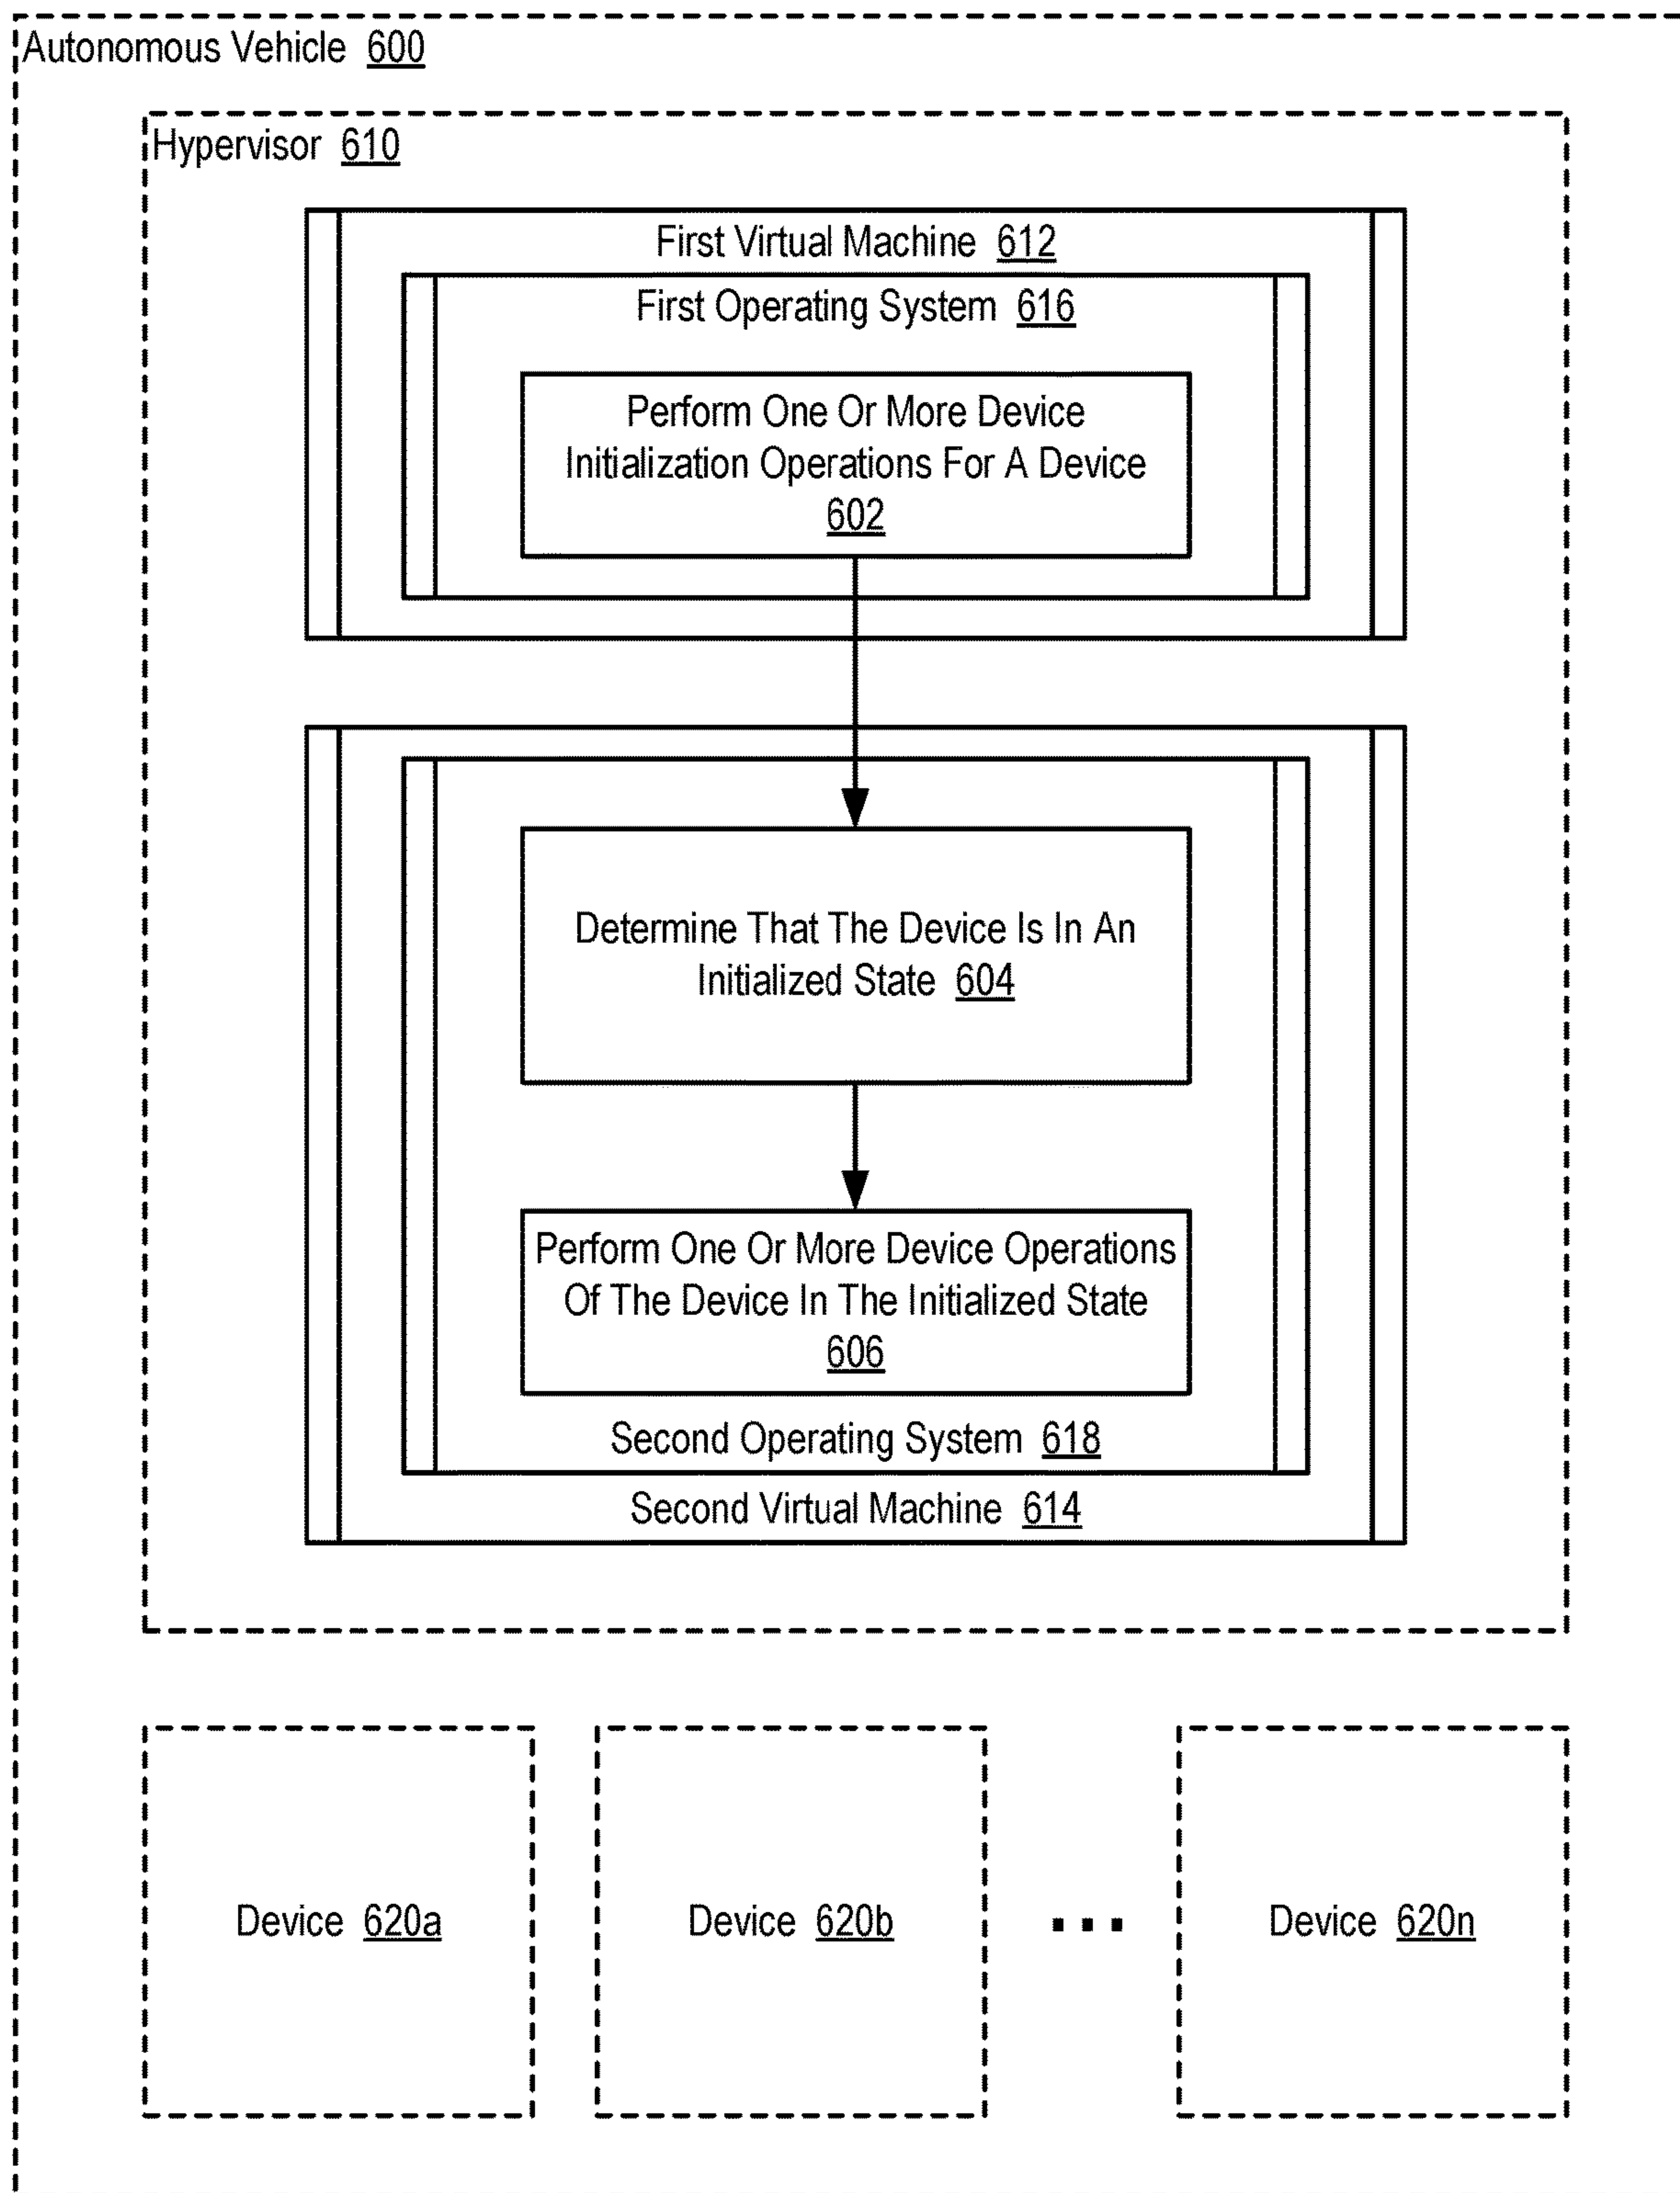 Autonomous Vehicle 600
Hypervisor 610
First Virtual Machine 612
First Operating System 616
Perform One Or More Device
Initialization Operations For A Device
602
Determine That The Device Is In An
Initialized State 604
Perform One Or More Device Operations
Of The Device In The Initialized State
606
Second Operating System 618
Second Virtual Machine 614
Device 620a
Device 620b
...
Device 620n